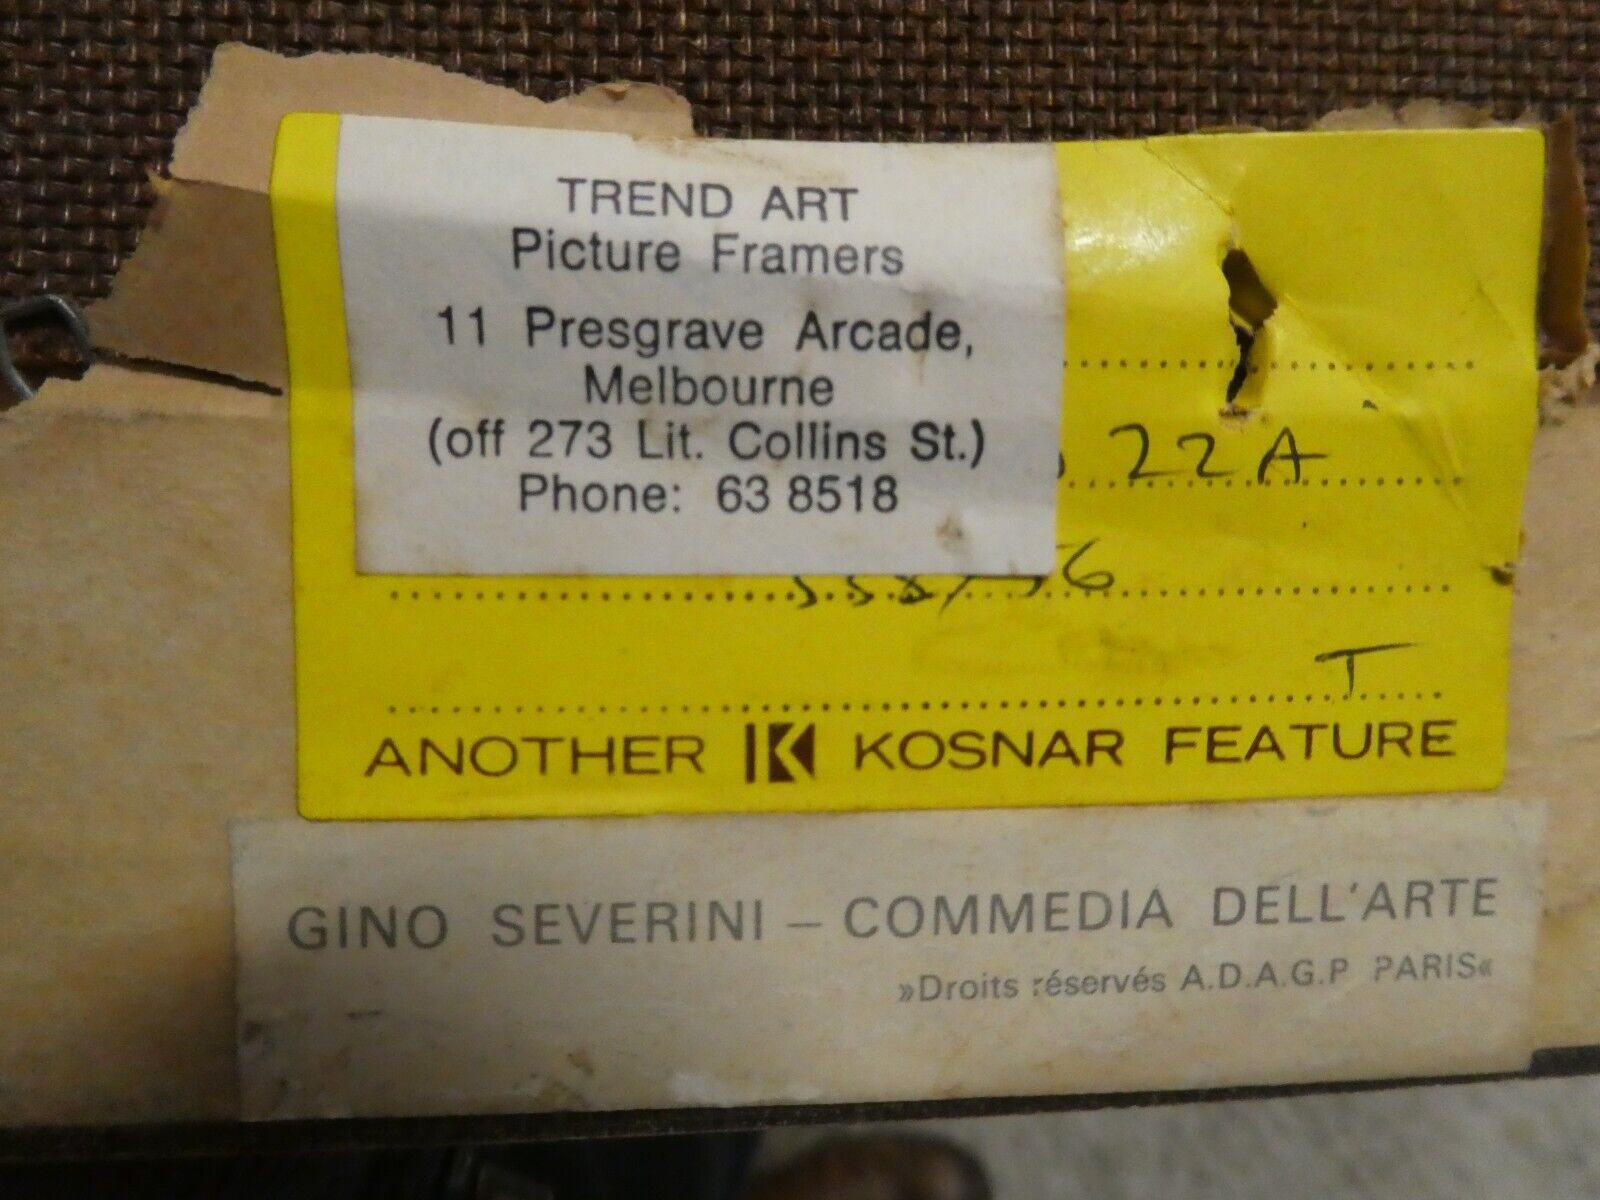 TREND ART
Picture Framers
11 Presgrave Arcade,
Melbourne
(off 273 Lit. Collins St.)
Phone: 63 8518
22A
T
ANOTHER K KOSNAR FEATURE
GINO SEVERINI – COMMEDIA DELL'ARTE
»Droits réservés A.D.A.G.P PARIS«